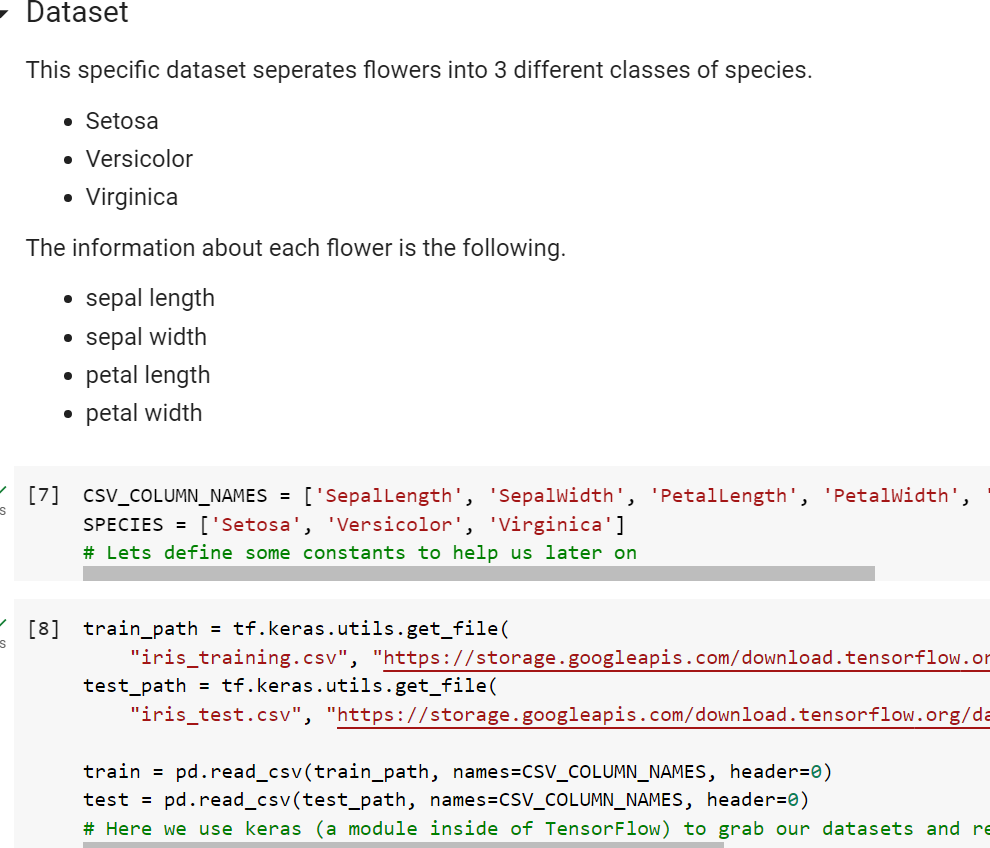 Dataset
This specific dataset seperates flowers into 3 different classes of species.
• Setosa
• Versicolor
• Virginica
The information about each flower is the following.
• sepal length
• sepal width
• petal length
• petal width
[7] CSV_COLUMN_NAMES = ['SepalLength', 'SepalWidth', 'PetalLength', 'PetalWidth', '
s SPECIES = ['Setosa', 'Versicolor', 'Virginica']
# Lets define some constants to help us later on
[8] train_path = tf.keras.utils.get_file(
s "iris_training.csv", "https://storage.googleapis.com/download.tensorflow.or
test_path = tf.keras.utils.get_file(
"iris_test.csv", "https://storage.googleapis.com/download.tensorflow.org/da
train = pd.read_csv(train_path, names=CSV_COLUMN_NAMES, header=0)
test = pd.read_csv(test_path, names=CSV_COLUMN_NAMES, header=0)
# Here we use keras (a module inside of TensorFlow) to grab our datasets and re